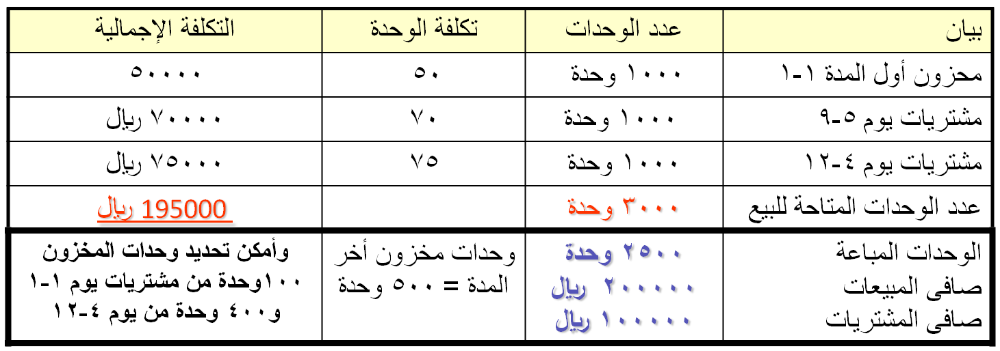 بيان عدد الوحدات تكلفة الوحدة التكلفة الإجمالية
محزون أول المدة ١-١ ١٠٠٠ وحدة ٥٠ ٥٠٠٠٠
مشتريات يوم ٥-٩ ١٠٠٠ وحدة ٧٠ ٧٠٠٠٠ ريال
مشتريات يوم ٤-١٢ ١٠٠٠ وحدة ٧٥ ٧٥٠٠٠ ريال
عدد الوحدات المتاحة للبيع ٣٠٠٠ وحدة 195000 ريال
الوحدات المباعة
صافى المبيعات
صافى المشتريات
٢٥٠٠ وحدة
٢٠٠٠٠٠ ريال
١٠٠٠٠٠ ريال
وحدات مخزون أخر
المدة = ٥٠٠ وحدة
وأمكن تحديد وحدات المخزون
١٠٠وحدة من مشتريات يوم ١-١
و٤٠٠ وحدة من يوم ٤-١٢